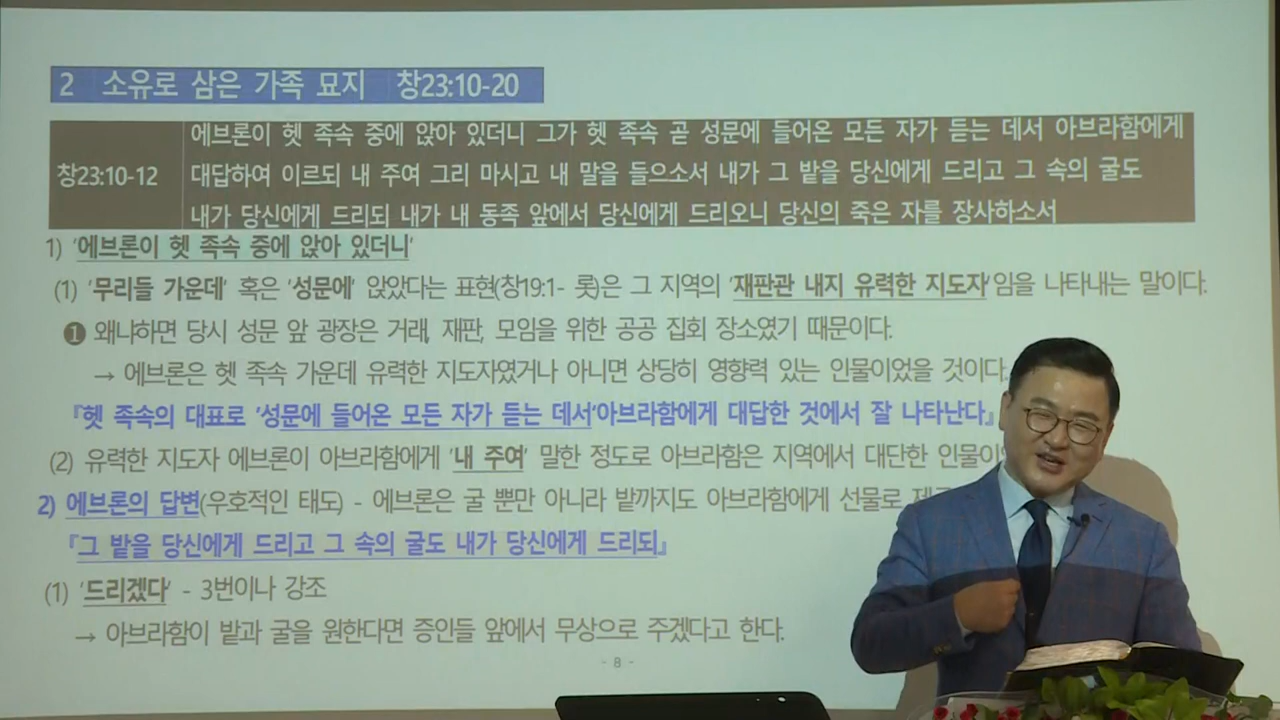 2 소유로 삼은 가족 묘지 창23:10-20
창23:10-12
에브론이 헷 족속 중에 앉아 있더니 그가 헷 족속 곧 성문에 들어온 모든 자가 듣는 데서 아브라함에게
대답하여 이르되 내 주여 그리 마시고 내 말을 들으소서 내가 그 밭을 당신에게 드리고 그 속의 굴도
내가 당신에게 드리되 내가 내 동족 앞에서 당신에게 드리오니 당신의 죽은 자를 장사하소서
1) '에브론이 헷 족속 중에 앉아 있더니'
(1) '무리들 가운데' 혹은 '성문에' 앉았다는 표현(창19:1- 롯)은 그 지역의 '재판관 내지 유력한 지도자'임을 나타내는 말이다.
❶ 왜냐하면 당시 성문 앞 광장은 거래, 재판, 모임을 위한 공공 집회 장소였기 때문이다.
→ 에브론은 헷 족속 가운데 유력한 지도자였거나 아니면 상당히 영향력 있는 인물이었을 것이다.
『헷 족속의 대표로 '성문에 들어온 모든 자가 듣는 데서'아브라함에게 대답한 것에서 잘 나타난다』
(2) 유력한 지도자 에브론이 아브라함에게 '내 주여' 말한 정도로 아브라함은 지역에서 대단한
2) 에브론의 답변(우호적인 태도) - 에브론은 굴 뿐만 아니라 밭까지도 아브라함에게 선물로
『그 밭을 당신에게 드리고 그 속의 굴도 내가 당신에게 드리되』
(1) '드리겠다' - 3번이나 강조
→ 아브라함이 밭과 굴을 원한다면 증인들 앞에서 무상으로 주겠다고 한다.
- 8 -